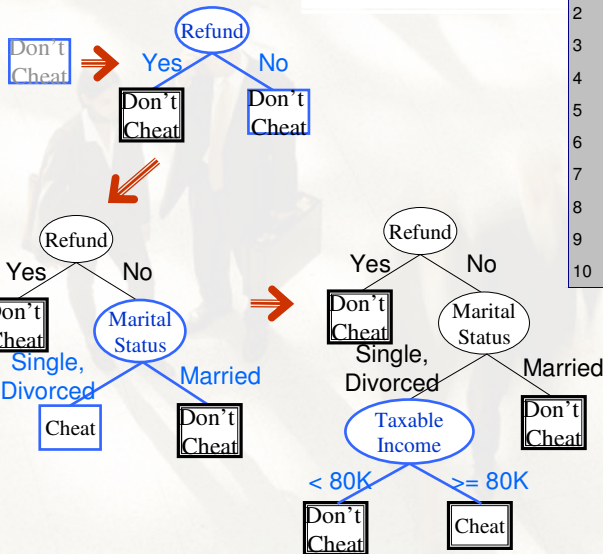 Don't
Cheat
Refund
Yes
No
Don't
Cheat
Don't
Cheat
Refund
Yes
No
Don't
Cheat
Marital
Status
Single,
Divorced
Married
Cheat
Don't
Cheat
Refund
Yes
No
Don't
Cheat
Marital
Status
Single,
Divorced
Married
Taxable
Income
Don't
Cheat
< 80K
>= 80K
Don't
Cheat
Cheat
2
3
4
5
6
7
8
9
10